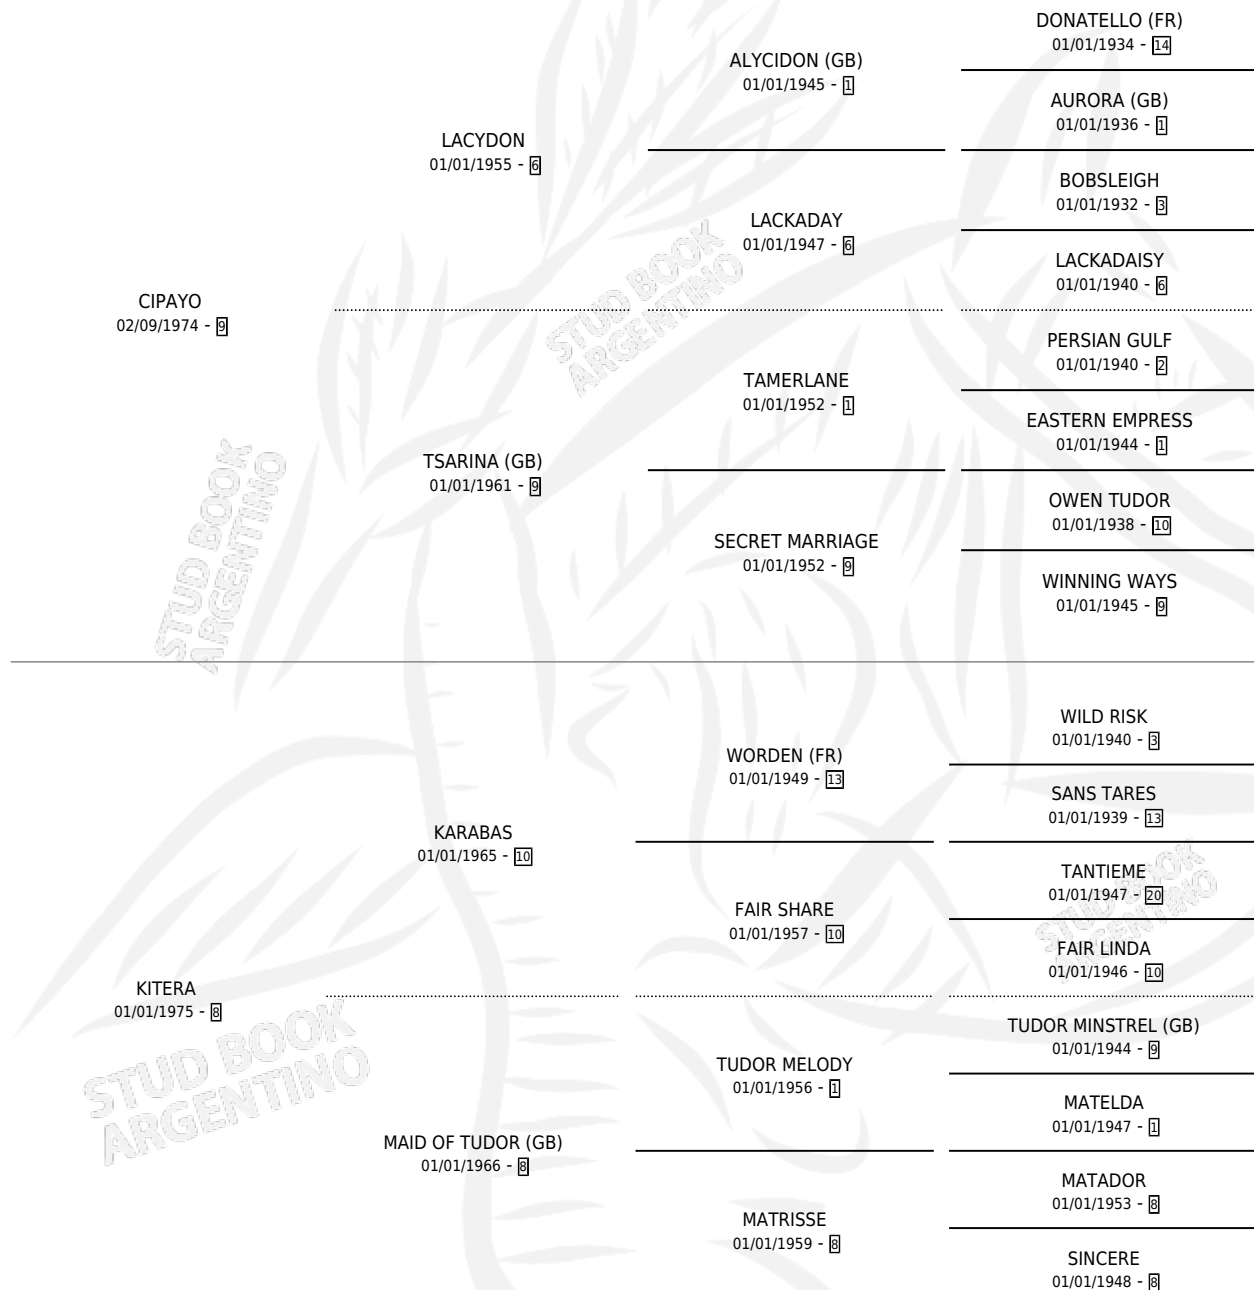 DONATELLO (FR)
01/01/1934 - 14
ALYCIDON (GB)
01/01/1945 - 1
AURORA (GB)
01/01/1936 - 1
LACYDON
01/01/1955 - 6
BOBSLEIGH
01/01/1932 - 3
LACKADAY
01/01/1947 - 6
LACKADAISY
01/01/1940 - 6
CIPAYO
02/09/1974 - 9
PERSIAN GULF
01/01/1940 - 2
TAMERLANE
01/01/1952 - 1
EASTERN EMPRESS
01/01/1944 - 1
TSARINA (GB)
01/01/1961 - 9
OWEN TUDOR
01/01/1938 - 10
SECRET MARRIAGE
01/01/1952 - 9
WINNING WAYS
01/01/1945 - 9
WILD RISK
01/01/1940 - 3
WORDEN (FR)
01/01/1949 - 13
SANS TARES
01/01/1939 - 13
KARABAS
01/01/1965 - 10
TANTIEME
01/01/1947 - 20
FAIR SHARE
01/01/1957 - 10
FAIR LINDA
01/01/1946 - 10
KITERA
01/01/1975 - 8
TUDOR MINSTREL (GB)
01/01/1944 - 9
TUDOR MELODY
01/01/1956 - 1
MATELDA
01/01/1947 - 1
MAID OF TUDOR (GB)
01/01/1966 - 8
MATADOR
01/01/1953 - 8
MATRISSE
01/01/1959 - 8
SINCERE
01/01/1948 - 8
STUD BOOK
ARGENTINO
STUD BOOK
ARGENTINO
STUD BOOK
ARGENTINO
STUD BOOK
ARGENTINO